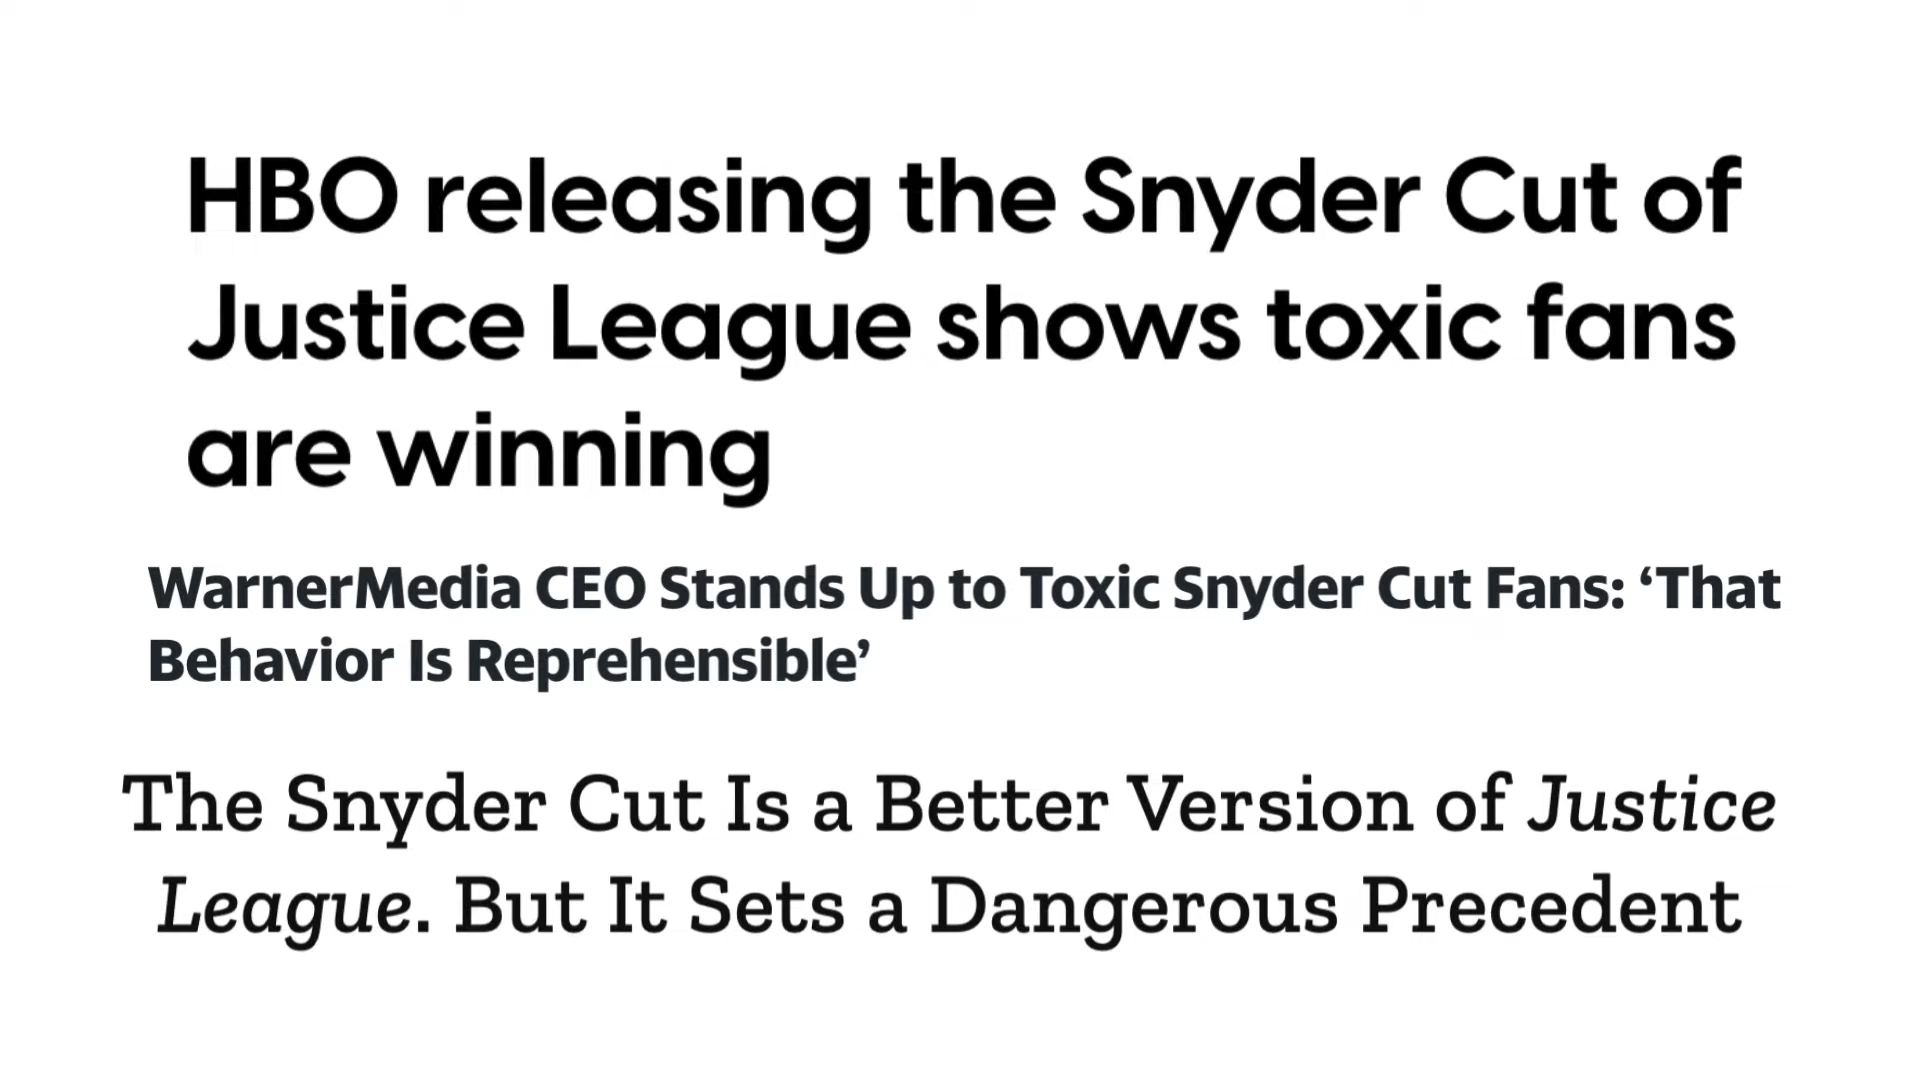 HBO releasing the Snyder Cut of
Justice League shows toxic fans
are winning
WarnerMedia CEO Stands Up to Toxic Snyder Cut Fans: ‘That
Behavior Is Reprehensible’
The Snyder Cut Is a Better Version of Justice
League. But It Sets a Dangerous Precedent